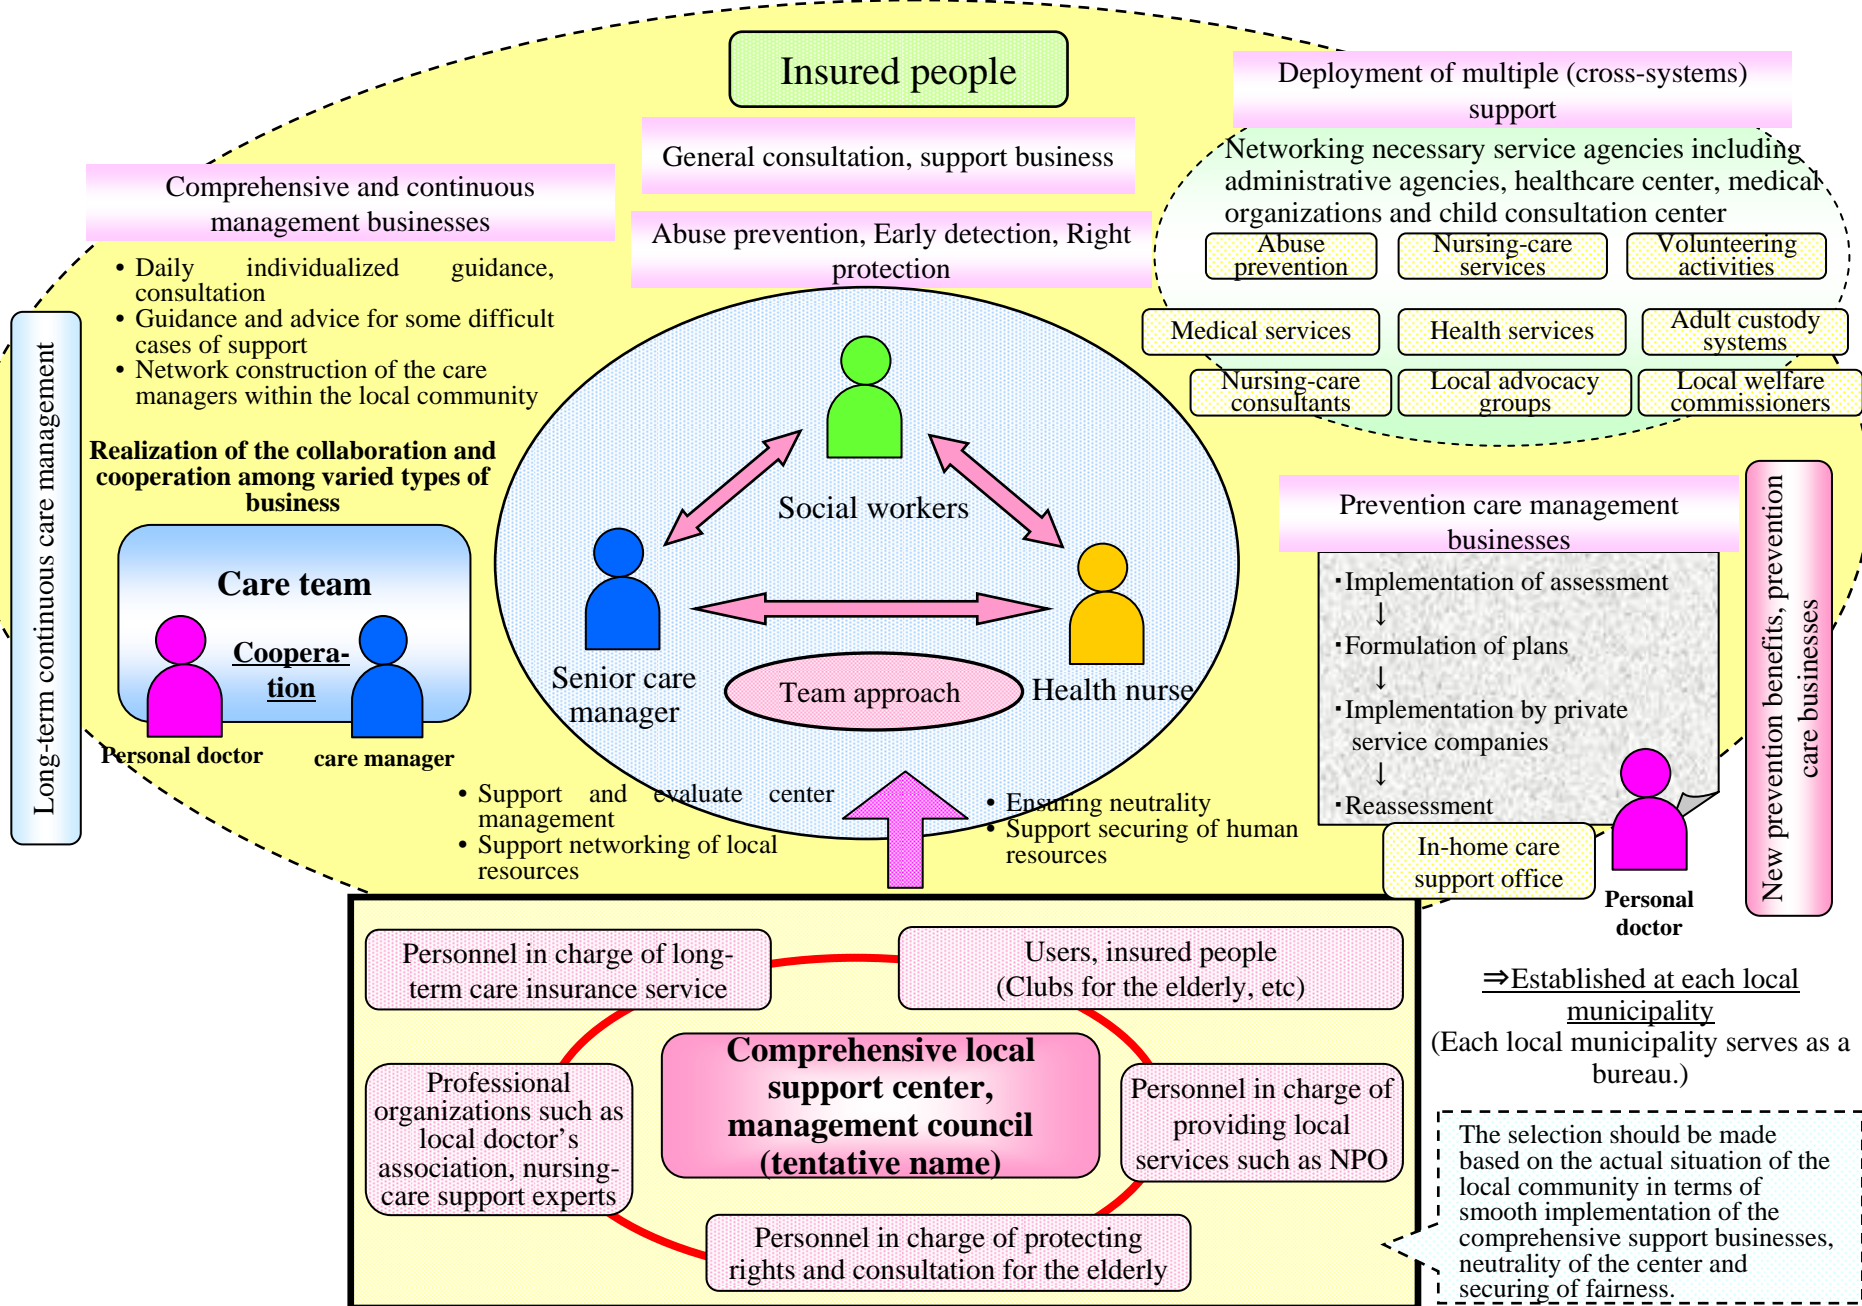 Insured people
Deployment of multiple (cross-systems)
support
General consultation, support business
Networking necessary service agencies including
administrative agencies, healthcare center, medical
organizations and child consultation center
Comprehensive and continuous
management businesses
Abuse prevention, Early detection, Right
protection
Abuse
prevention
Nursing-care
services
Volunteering
activities
Medical services
Health services
Adult custody
systems
Nursing-care
consultants
Local advocacy
groups
Local welfare
commissioners
• Daily individualized guidance,
consultation
• Guidance and advice for some difficult
cases of support
• Network construction of the care
managers within the local community
Long-term continuous care management
Realization of the collaboration and
cooperation among varied types of
business
Care team
Coopera-
tion
Personal doctor
care manager
Social workers
Senior care
manager
Team approach
Health nurse
Prevention care management
businesses
・Implementation of assessment
↓
・Formulation of plans
↓
・Implementation by private
service companies
↓
・Reassessment
In-home care
support office
Personal
doctor
New prevention benefits, prevention
care businesses
• Support and evaluate center
management
• Support networking of local
resources
• Ensuring neutrality
• Support securing of human
resources
Personnel in charge of long-
term care insurance service
Users, insured people
(Clubs for the elderly, etc)
Professional
organizations such as
local doctor’s
association, nursing-
care support experts
Comprehensive local
support center,
management council
(tentative name)
Personnel in charge of
providing local
services such as NPO
Personnel in charge of protecting
rights and consultation for the elderly
⇒Established at each local
municipality
(Each local municipality serves as a
bureau.)
The selection should be made
based on the actual situation of the
local community in terms of
smooth implementation of the
comprehensive support businesses,
neutrality of the center and
securing of fairness.